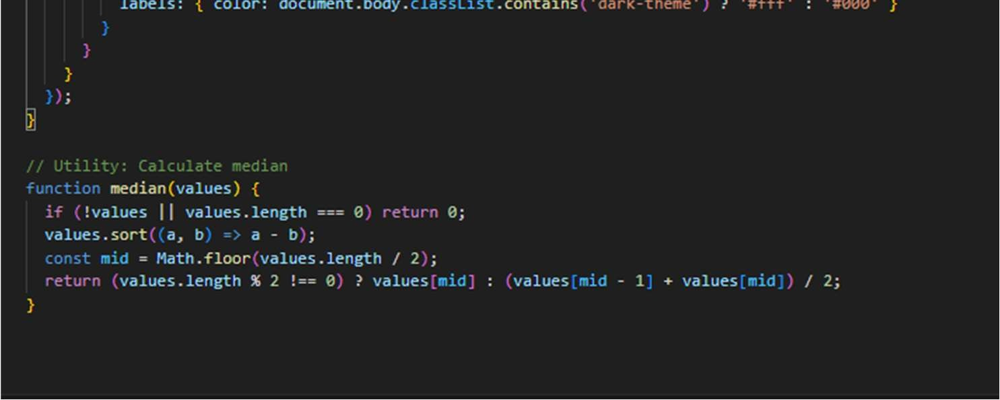 labels: { color: document.body.classList.contains('dark-theme') ? '#fff' : '#000' }
}
}
}
});
}
// Utility: Calculate median
function median(values) {
if (!values || values.length === 0) return 0;
values.sort((a, b) => a - b);
const mid = Math.floor(values.length / 2);
return (values.length % 2 !== 0) ? values[mid] : (values[mid - 1] + values[mid]) / 2;
}